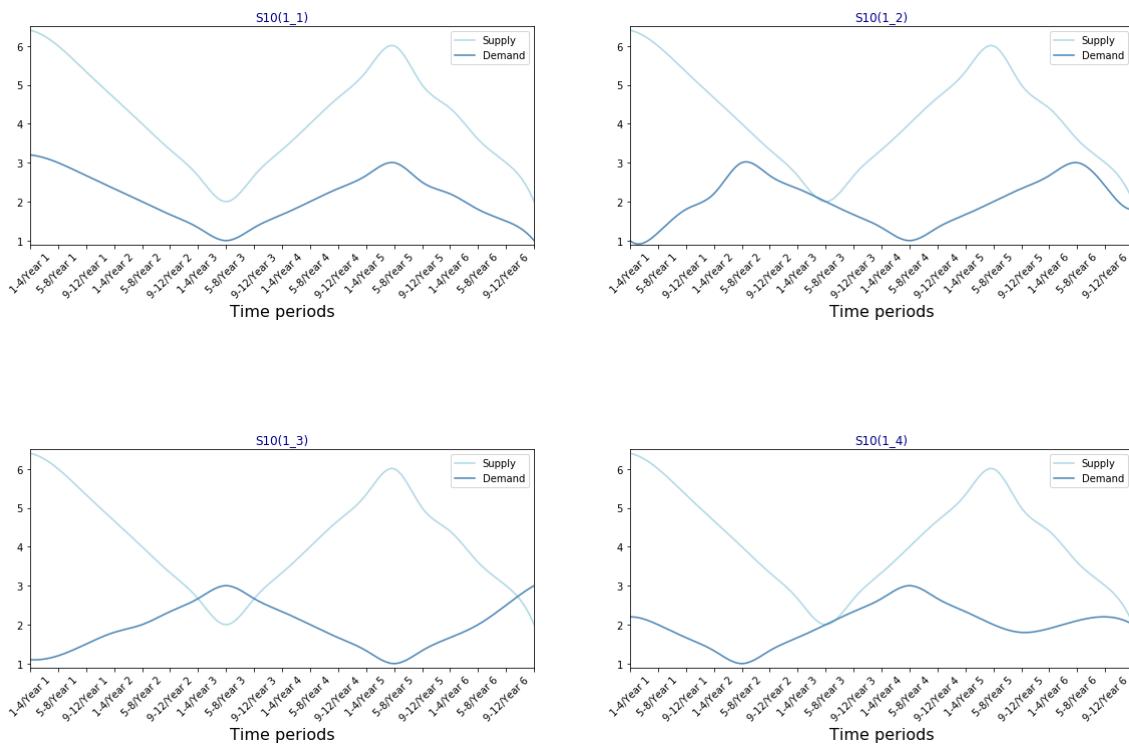 S10(1_1)
6
5
4
3
2
1
Supply
Demand
1-4/Year 1
5-8/Year 1
9-12/Year 1
1-4/Year 2
5-8/Year 2
9-12/Year 2
1-4/Year 3
5-8/Year 3
9-12/Year 3
1-4/Year 4
5-8/Year 4
9-12/Year 4
1-4/Year 5
5-8/Year 5
9-12/Year 5
1-4/Year 6
5-8/Year 6
9-12/Year 6
Time periods
S10(1_2)
6
5
4
3
2
1
Supply
Demand
1-4/Year 1
5-8/Year 1
9-12/Year 1
1-4/Year 2
5-8/Year 2
9-12/Year 2
1-4/Year 3
5-8/Year 3
9-12/Year 3
1-4/Year 4
5-8/Year 4
9-12/Year 4
1-4/Year 5
5-8/Year 5
9-12/Year 5
1-4/Year 6
5-8/Year 6
9-12/Year 6
Time periods
S10(1_3)
6
5
4
3
2
1
Supply
Demand
1-4/Year 1
5-8/Year 1
9-12/Year 1
1-4/Year 2
5-8/Year 2
9-12/Year 2
1-4/Year 3
5-8/Year 3
9-12/Year 3
1-4/Year 4
5-8/Year 4
9-12/Year 4
1-4/Year 5
5-8/Year 5
9-12/Year 5
1-4/Year 6
5-8/Year 6
9-12/Year 6
Time periods
S10(1_4)
6
5
4
3
2
1
Supply
Demand
1-4/Year 1
5-8/Year 1
9-12/Year 1
1-4/Year 2
5-8/Year 2
9-12/Year 2
1-4/Year 3
5-8/Year 3
9-12/Year 3
1-4/Year 4
5-8/Year 4
9-12/Year 4
1-4/Year 5
5-8/Year 5
9-12/Year 5
1-4/Year 6
5-8/Year 6
9-12/Year 6
Time periods